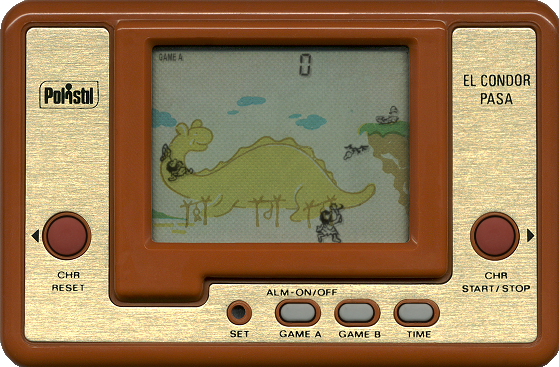 GAME A
0
Polistil
EL CONDOR
PASA
CHR
RESET
CHR
START/STOP
ALM-ON/OFF
SET
GAME A
GAME B
TIME